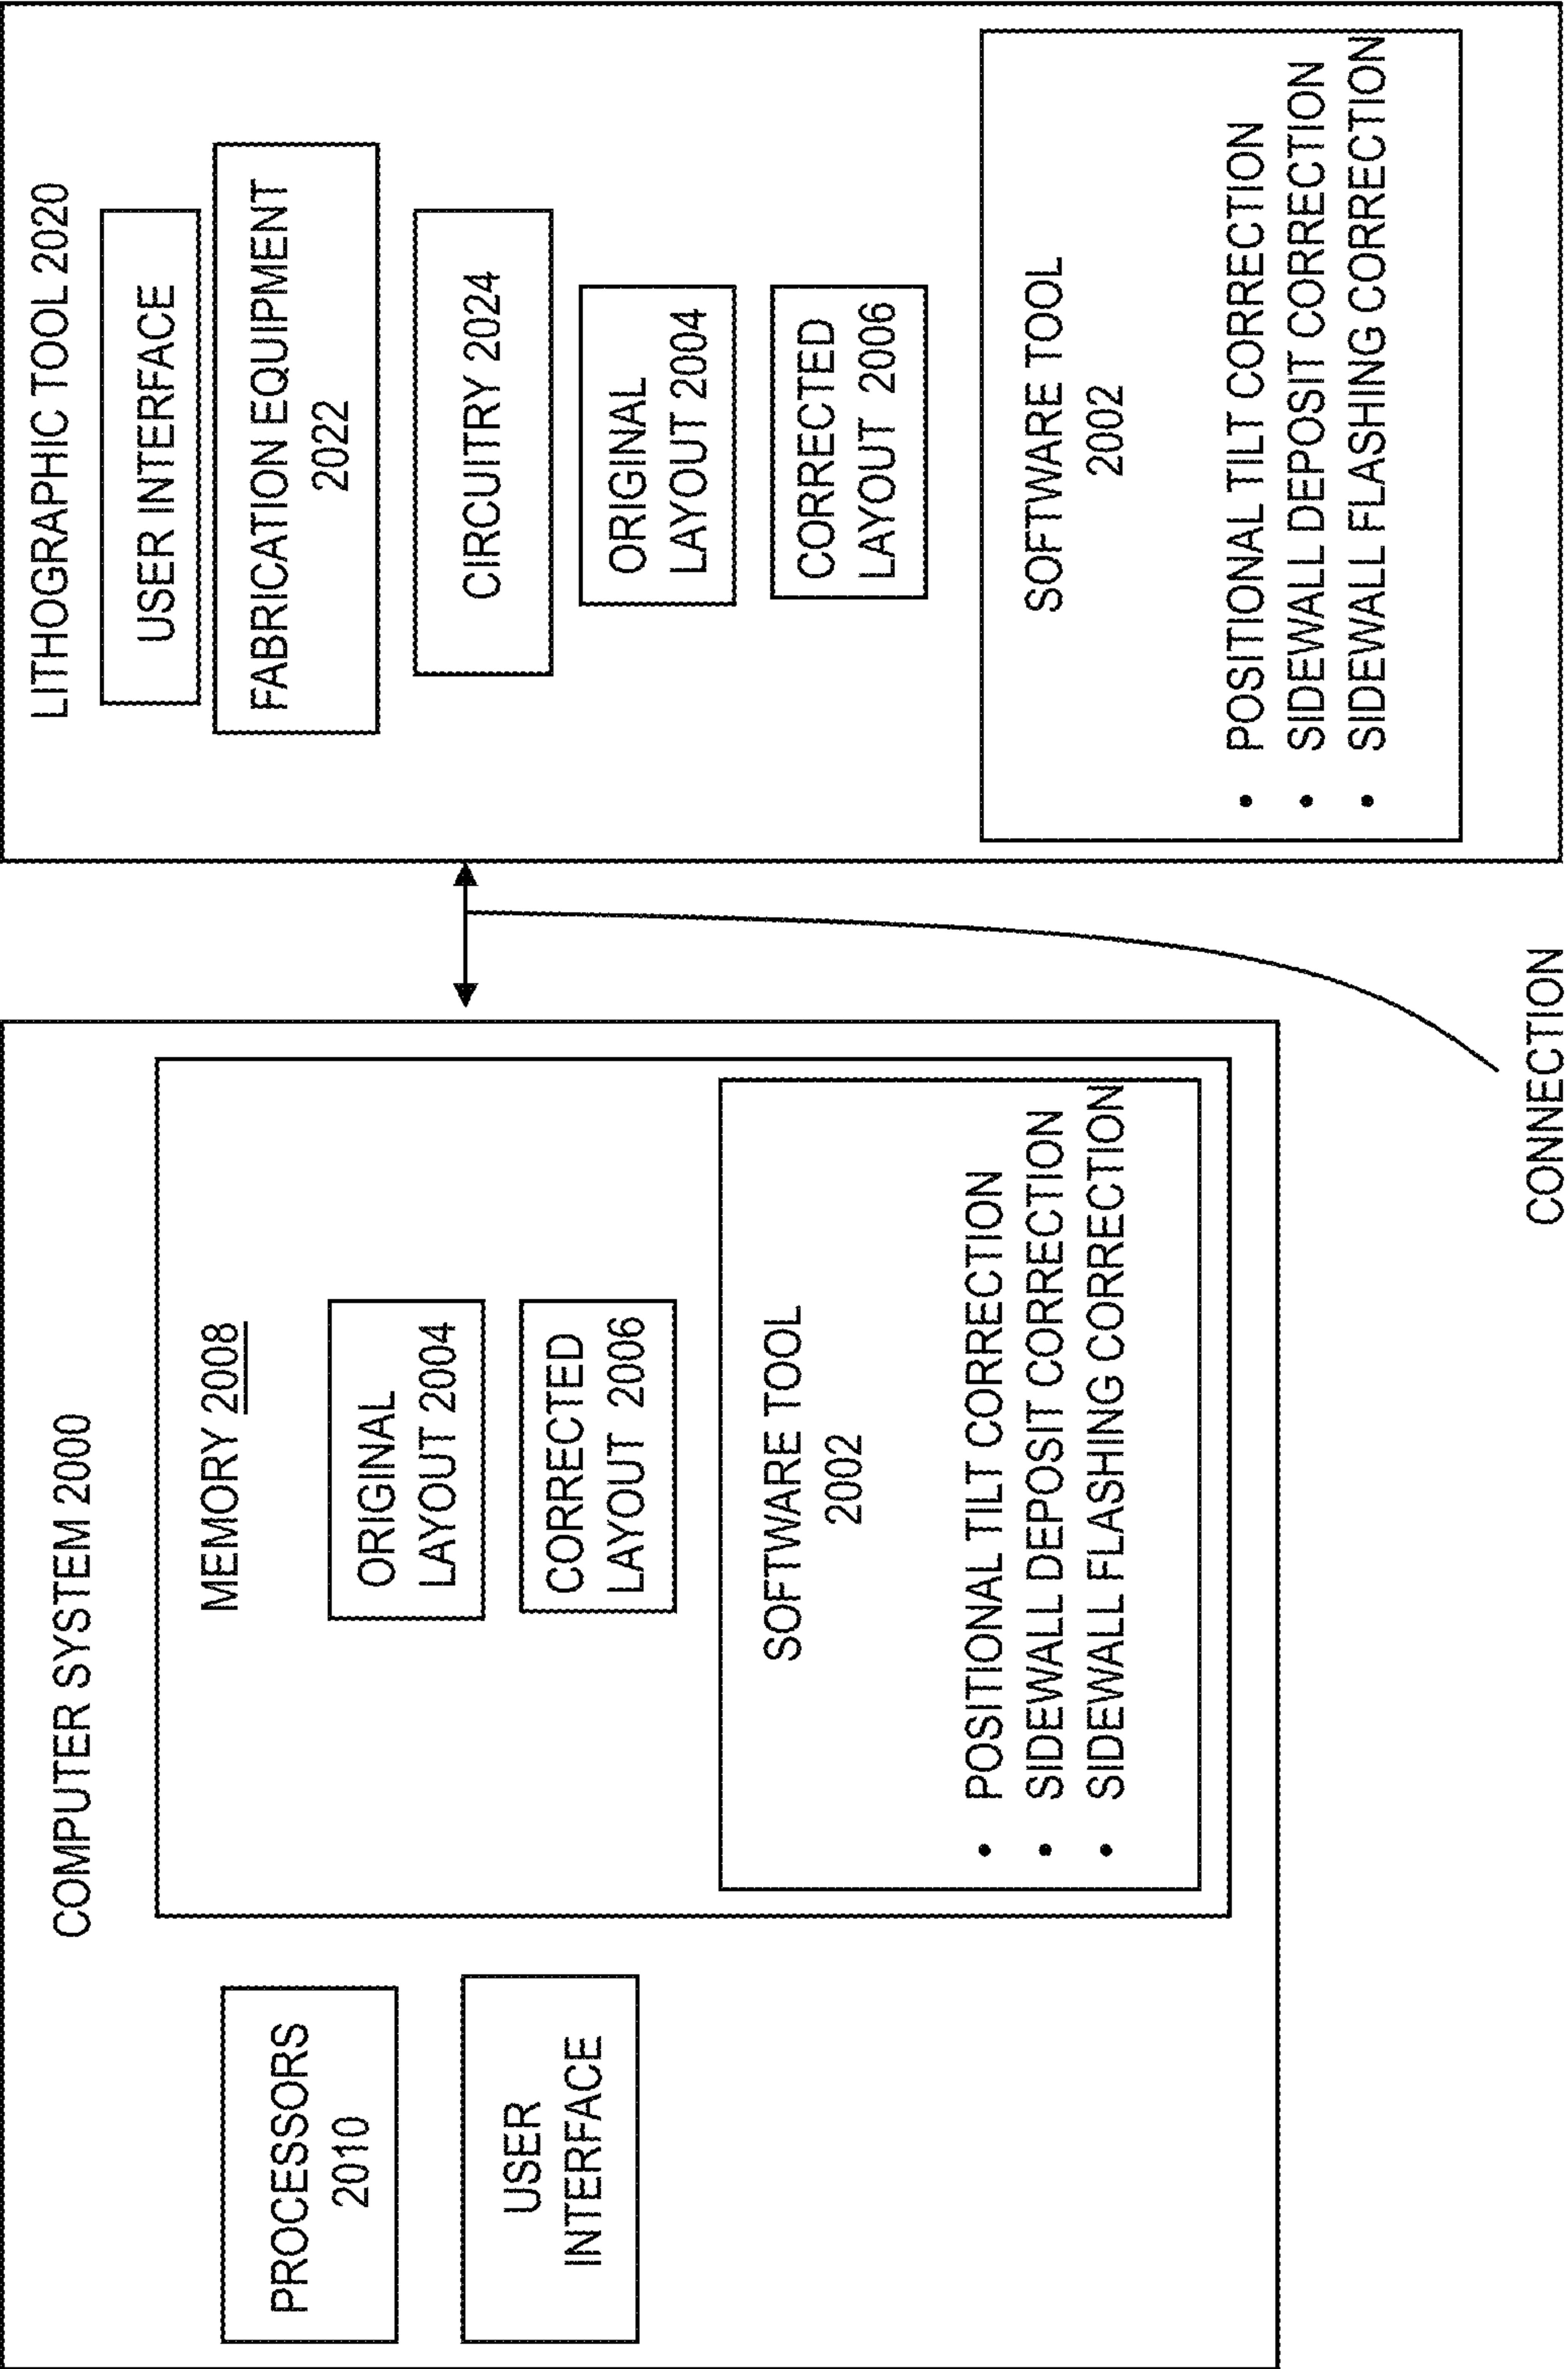 COMPUTER SYSTEM 2000
PROCESSORS
2010
USER
INTERFACE
MEMORY 2008
ORIGINAL
LAYOUT 2004
CORRECTED
LAYOUT 2006
SOFTWARE TOOL
2002
• POSITIONAL TILT CORRECTION
• SIDEWALL DEPOSIT CORRECTION
• SIDEWALL FLASHING CORRECTION
CONNECTION
LITHOGRAPHIC TOOL 2020
USER INTERFACE
FABRICATION EQUIPMENT
2022
CIRCUITRY 2024
ORIGINAL
LAYOUT 2004
CORRECTED
LAYOUT 2006
SOFTWARE TOOL
2002
• POSITIONAL TILT CORRECTION
• SIDEWALL DEPOSIT CORRECTION
• SIDEWALL FLASHING CORRECTION